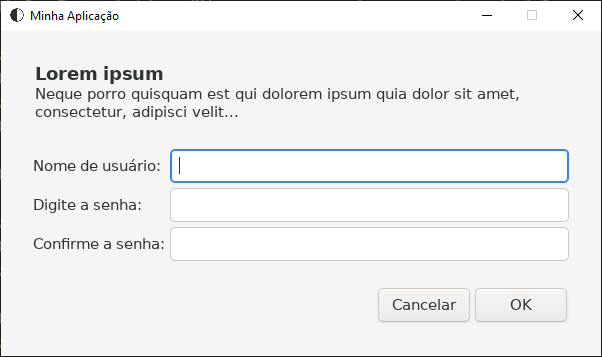 Minha Aplicação
Lorem ipsum
Neque porro quisquam est qui dolorem ipsum quia dolor sit amet,
consectetur, adipisci velit...
Nome de usuário:
Digite a senha:
Confirme a senha:
Cancelar OK